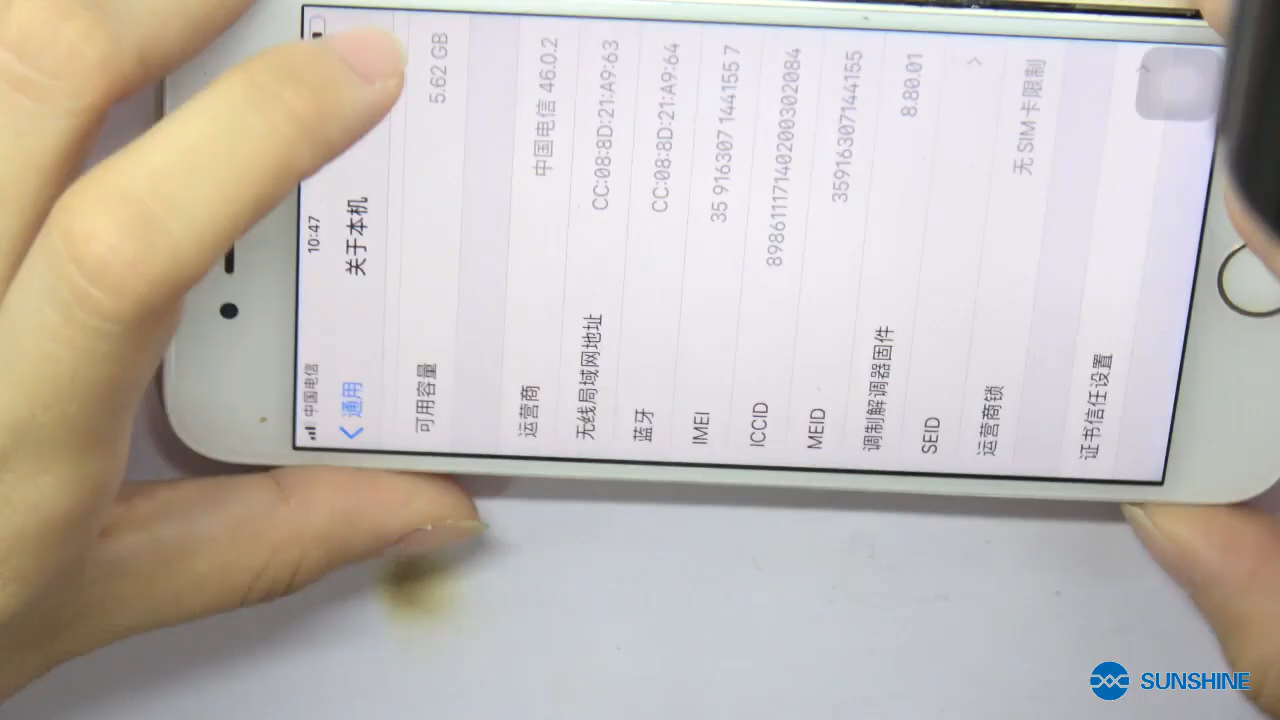 中国电信
10:47
通用
关于本机
可用容量 5.62 GB
运营商 中国电信 46.0.2
无线局域网地址 CC:08:8D:21:A9:63
蓝牙 CC:08:8D:21:A9:64
IMEI 35 916307 144155 7
ICCID 89861117140200302084
MEID 35916307144155
调制解调器固件 8.80.01
SEID
运营商锁 无 SIM 卡限制
证书信任设置
SUNSHINE